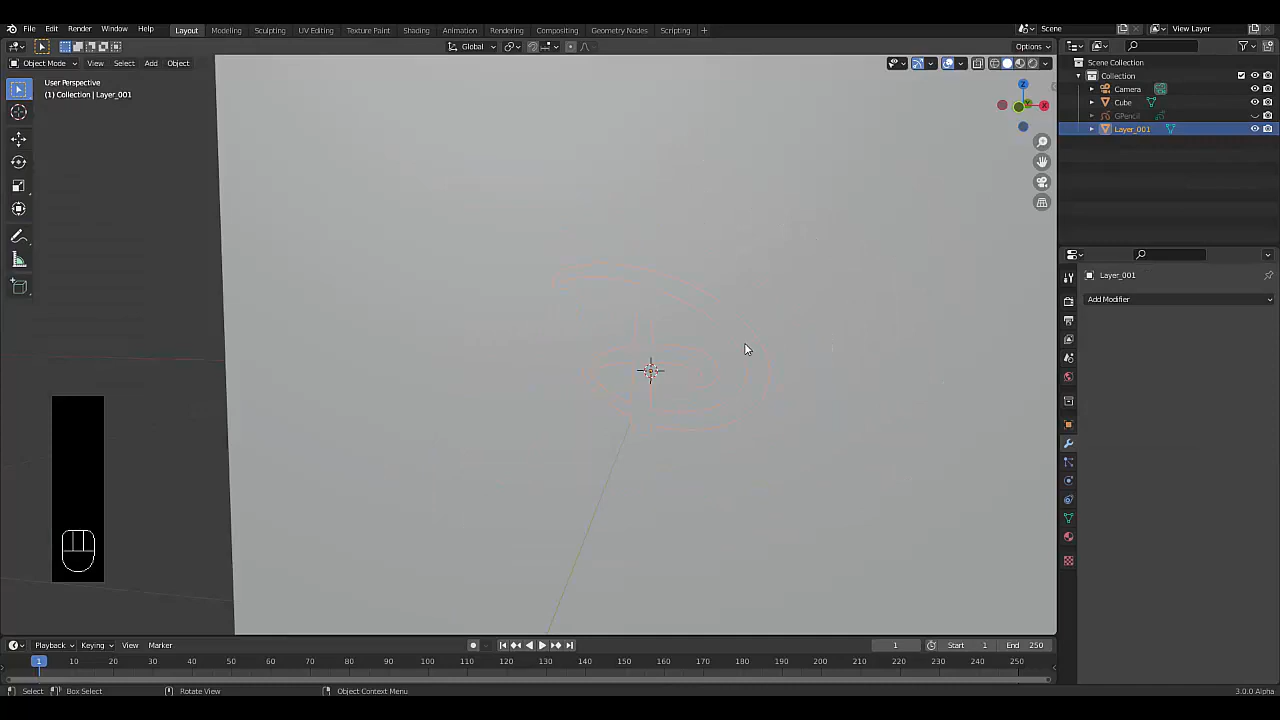 File Edit Render Window Help Layout Modeling Sculpting UV Editing Texture Paint Shading Animation Rendering Compositing Geometry Nodes Scripting + Scene View Layer
Global Options
Object Mode View Select Add Object
User Perspective
(1) Collection | Layer_001
Z
Y
X
Scene Collection
Collection
Camera
Cube
GPencil
Layer_001
Layer_001
Add Modifier
Playback Keying View Marker 1 Start 1 End 250
1 10 20 30 40 50 60 70 80 90 100 110 120 130 140 150 160 170 180 190 200 210 220 230 240 250
Select Box Select Rotate View Object Context Menu 3.0.0 Alpha